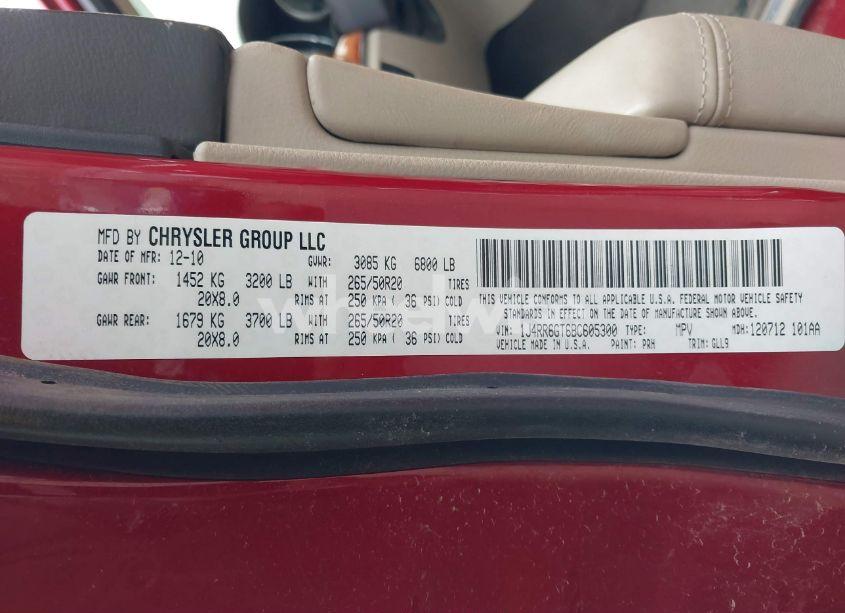 MFD BY CHRYSLER GROUP LLC
DATE OF MFR: 12-10 GVWR: 3085 KG 6800 LB
GAWR FRONT: 1452 KG 3200 LB WITH 265/50R20 TIRES
20X8.0 RIMS AT 250 KPA ( 36 PSI) COLD
GAWR REAR: 1679 KG 3700 LB WITH 265/50R20 TIRES
20X8.0 RIMS AT 250 KPA ( 36 PSI) COLD
THIS VEHICLE CONFORMS TO ALL APPLICABLE U.S.A. FEDERAL MOTOR VEHICLE SAFETY
STANDARDS IN EFFECT ON THE DATE OF MANUFACTURE SHOWN ABOVE.
VIN: 1J4RR6GT6BC605300 TYPE: MPV MDH: 120712 101AA
VEHICLE MADE IN U.S.A. PAINT: PRH TRIM: GLL9